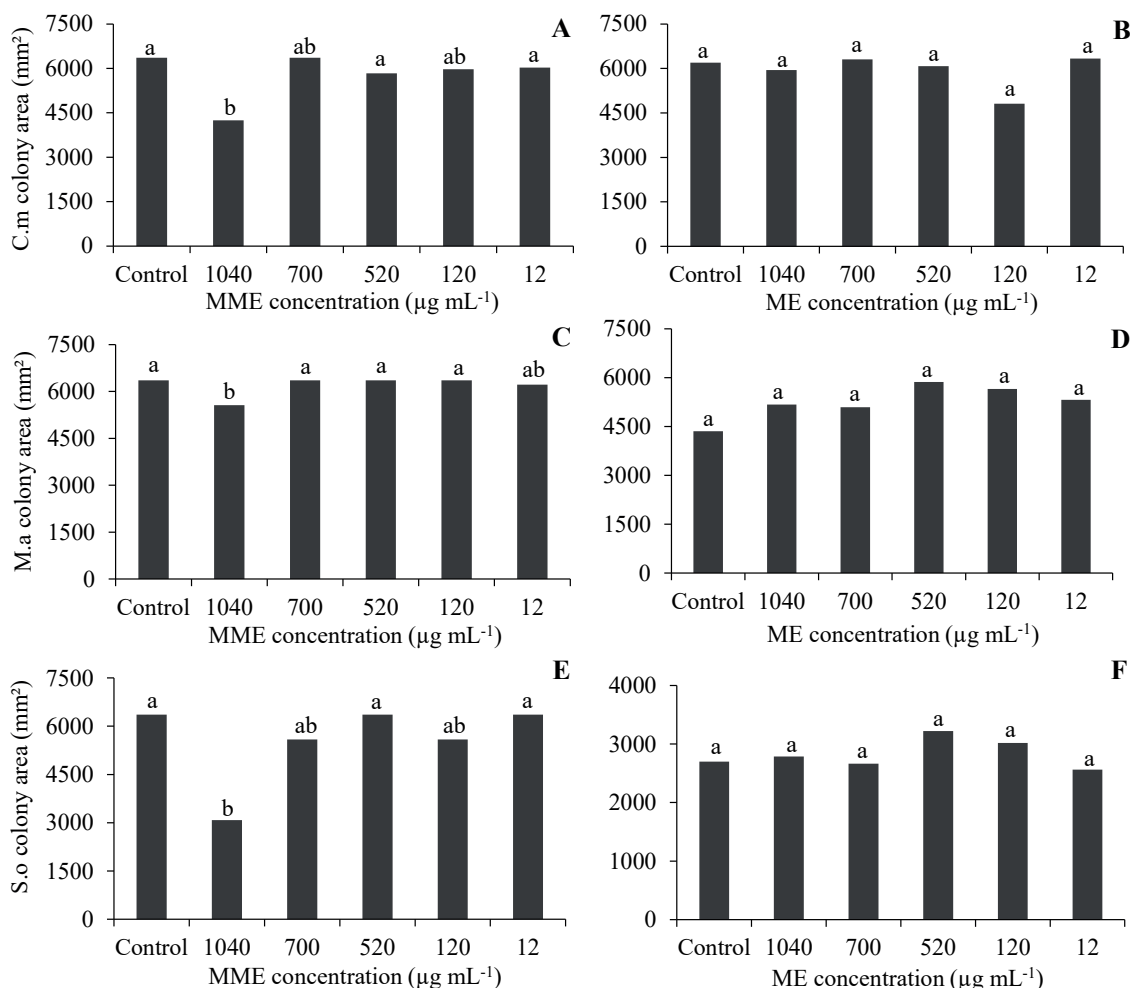 A
C.m colony area (mm²)
7500
6000
4500
3000
1500
0
a
b
ab
a
ab
a
Control 1040 700 520 120 12
MME concentration (µg mL⁻¹)
B
7500
6000
4500
3000
1500
0
a
a
a
a
a
a
Control 1040 700 520 120 12
ME concentration (µg mL⁻¹)
C
M.a colony area (mm²)
7500
6000
4500
3000
1500
0
a
b
a
a
a
ab
Control 1040 700 520 120 12
MME concentration (µg mL⁻¹)
D
7500
6000
4500
3000
1500
0
a
a
a
a
a
a
Control 1040 700 520 120 12
ME concentration (µg mL⁻¹)
E
S.o colony area (mm²)
7500
6000
4500
3000
1500
0
a
b
ab
a
ab
a
Control 1040 700 520 120 12
MME concentration (µg mL⁻¹)
F
4000
3000
2000
1000
0
a
a
a
a
a
a
Control 1040 700 520 120 12
ME concentration (µg mL⁻¹)